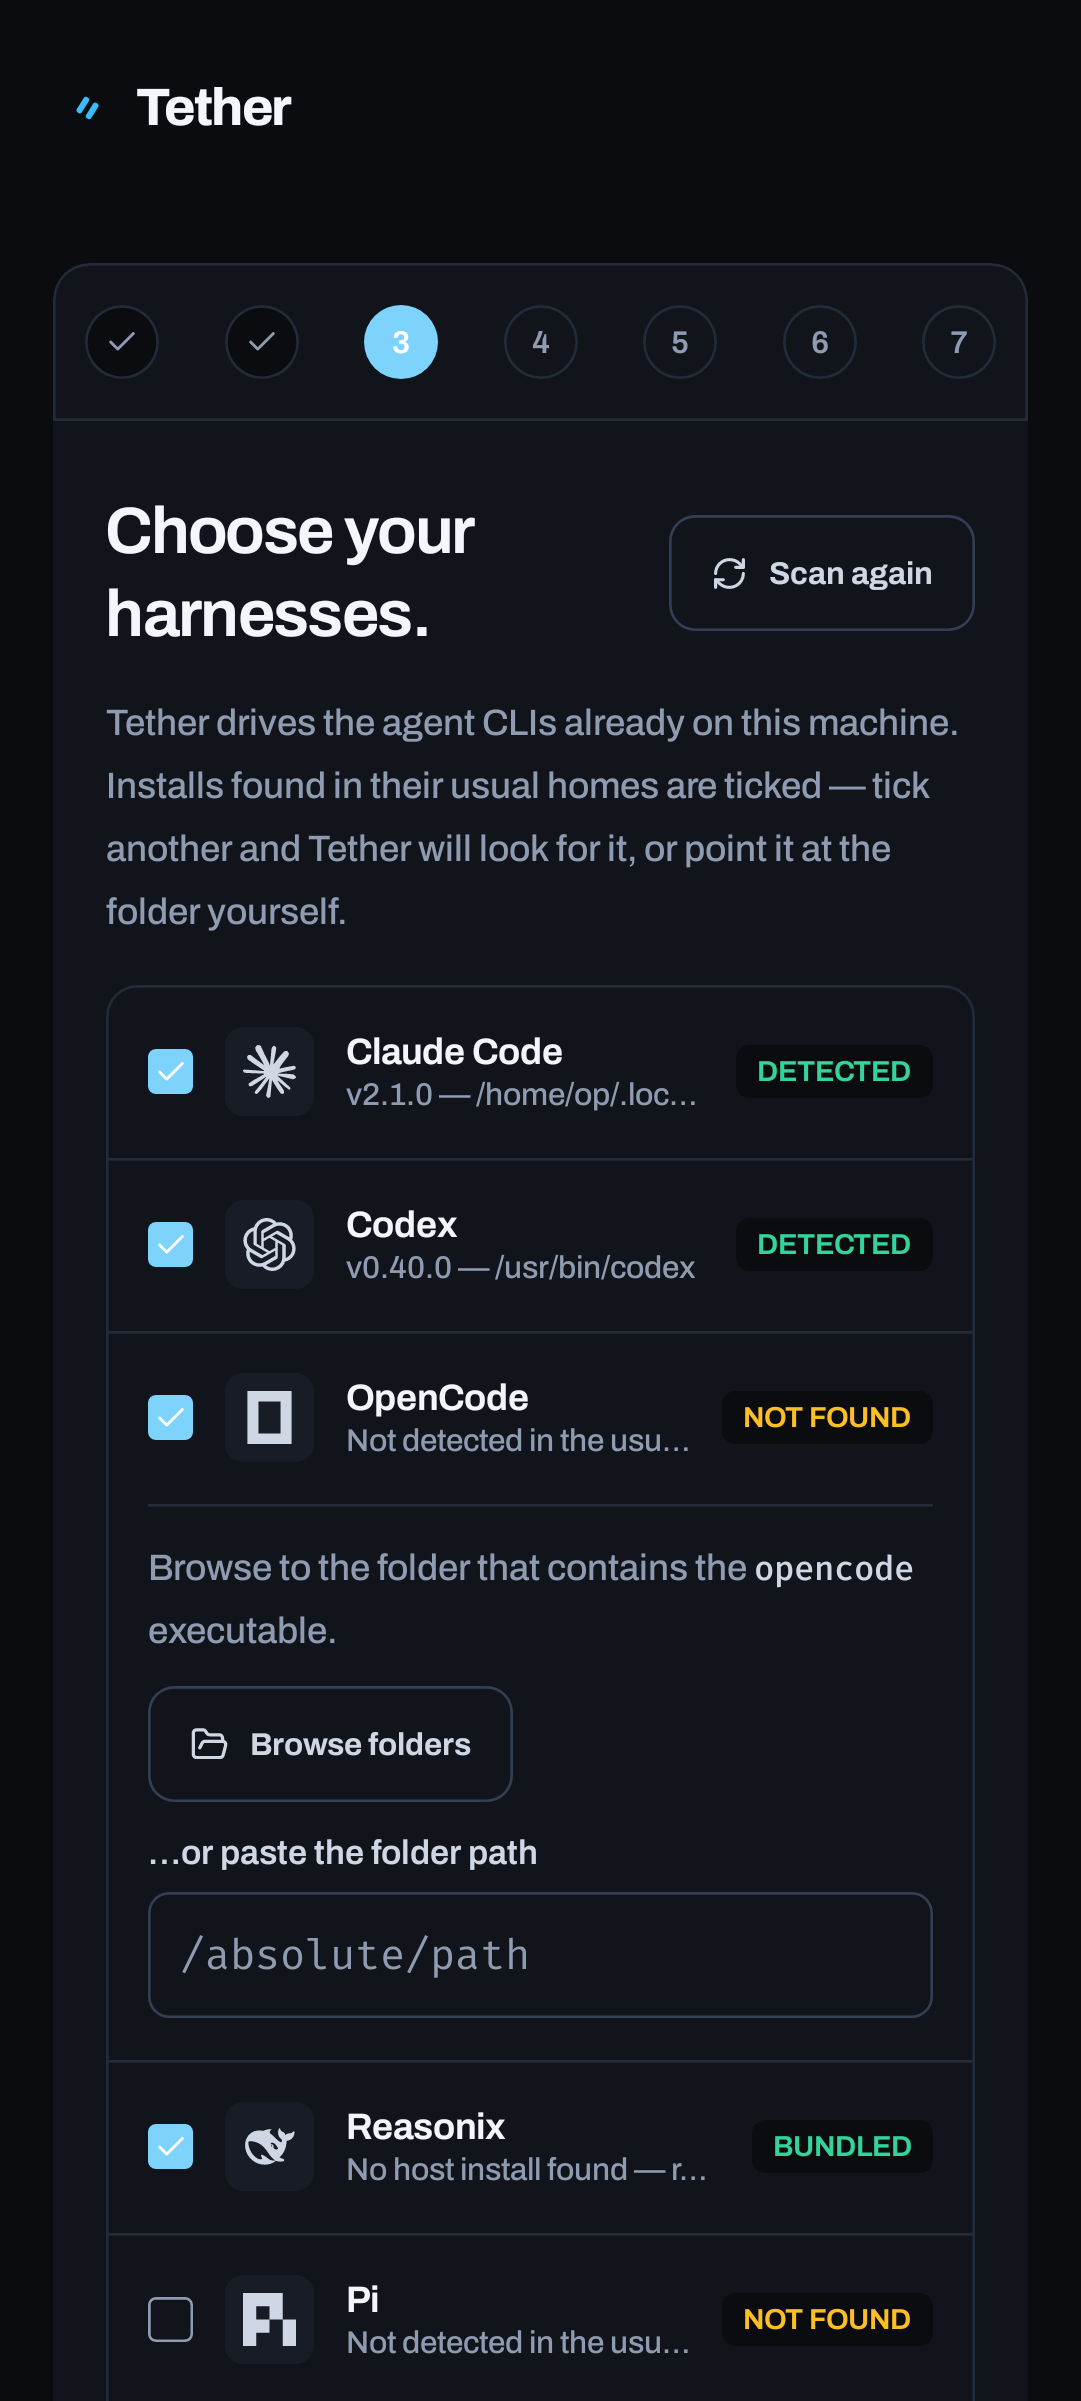 Tether
3
4
5
6
7
Choose your
harnesses.
Scan again
Tether drives the agent CLIs already on this machine.
Installs found in their usual homes are ticked — tick
another and Tether will look for it, or point it at the
folder yourself.
Claude Code
v2.1.0 — /home/op/.loc...
DETECTED
Codex
v0.40.0 — /usr/bin/codex
DETECTED
OpenCode
Not detected in the usu...
NOT FOUND
Browse to the folder that contains the opencode
executable.
Browse folders
...or paste the folder path
/absolute/path
Reasonix
No host install found — r...
BUNDLED
Pi
Not detected in the usu...
NOT FOUND